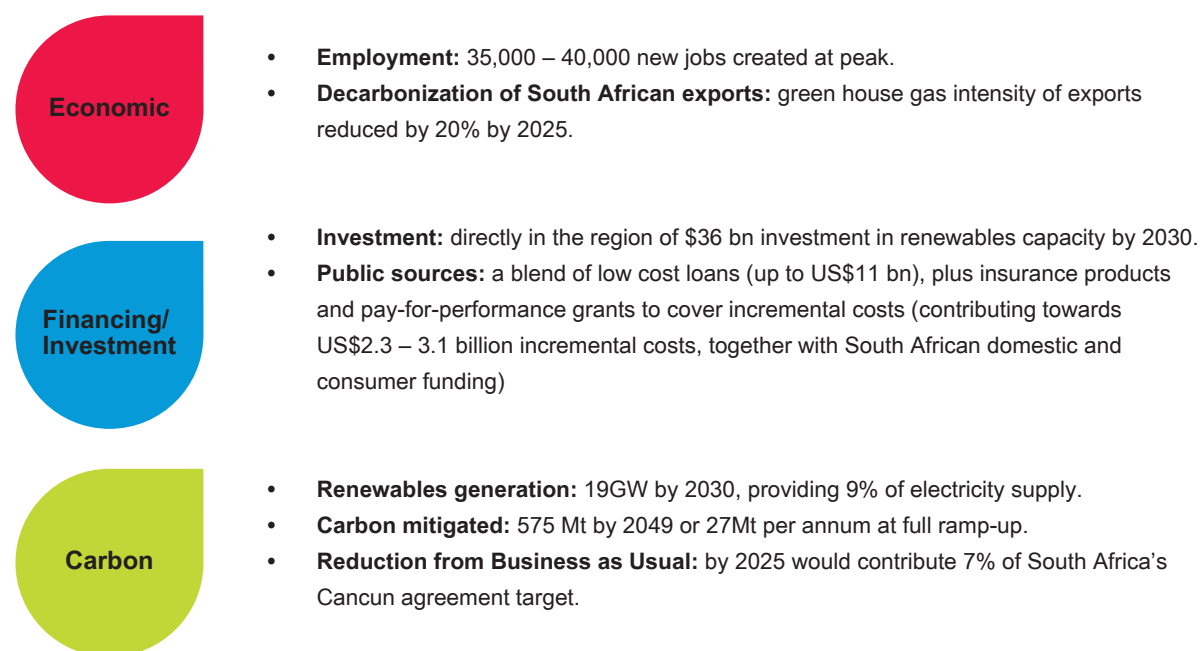 Economic
• Employment: 35,000 – 40,000 new jobs created at peak.
• Decarbonization of South African exports: green house gas intensity of exports
reduced by 20% by 2025.
Financing/
Investment
• Investment: directly in the region of $36 bn investment in renewables capacity by 2030.
• Public sources: a blend of low cost loans (up to US$11 bn), plus insurance products
and pay-for-performance grants to cover incremental costs (contributing towards
US$2.3 – 3.1 billion incremental costs, together with South African domestic and
consumer funding)
Carbon
• Renewables generation: 19GW by 2030, providing 9% of electricity supply.
• Carbon mitigated: 575 Mt by 2049 or 27Mt per annum at full ramp-up.
• Reduction from Business as Usual: by 2025 would contribute 7% of South Africa’s
Cancun agreement target.